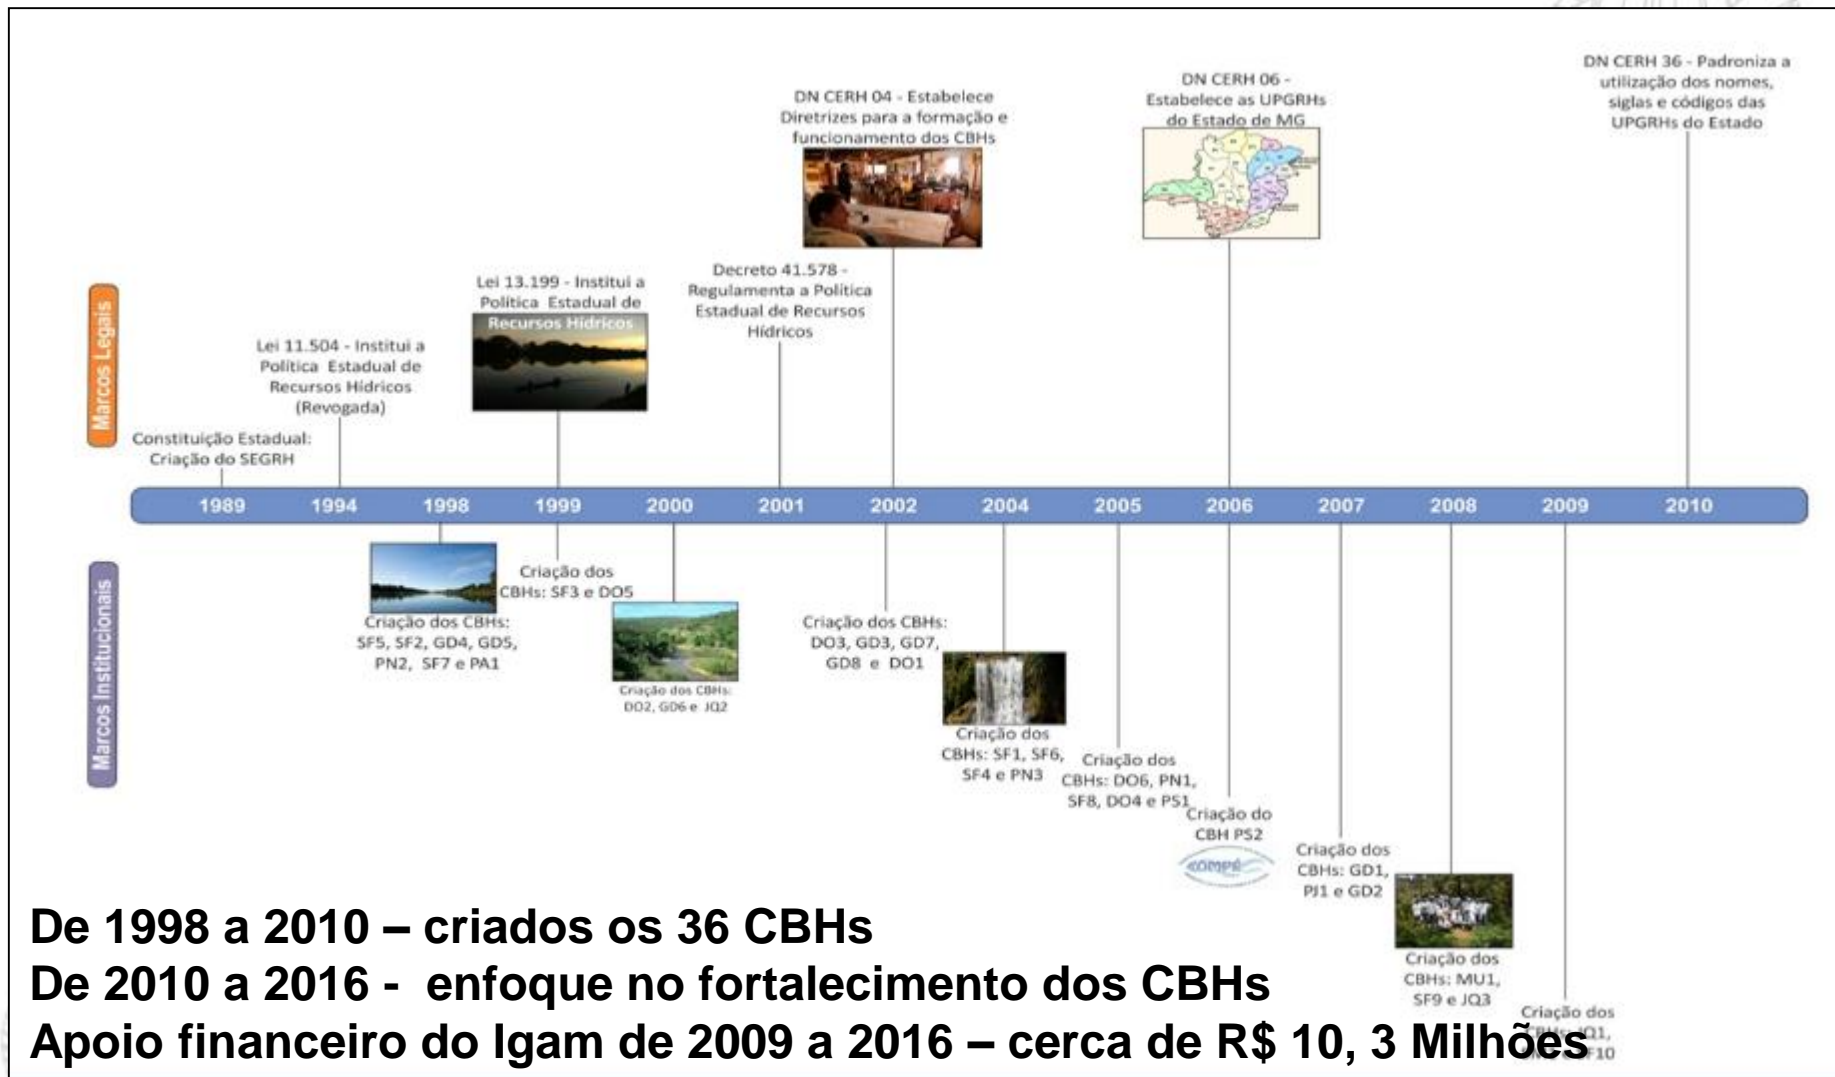 DN CERH 36 - Padroniza a
utilização dos nomes,
siglas e códigos das
UPGRHs do Estado
DN CERH 06 -
Estabelece as UPGRHs
do Estado de MG
DN CERH 04 - Estabelece
Diretrizes para a formação e
funcionamento dos CBHs
Decreto 41.578 -
Regulamenta a Política
Estadual de Recursos
Hídricos
Lei 13.199 - Institui a
Política Estadual de
Recursos Hídricos
Lei 11.504 - Institui a
Política Estadual de
Recursos Hídricos
(Revogada)
Constituição Estadual:
Criação do SEGRH
Marcos Legais
1989 1994 1998 1999 2000 2001 2002 2004 2005 2006 2007 2008 2009 2010
Marcos Institucionais
Criação dos CBHs:
SF5, SF2, GD4, GD5,
PN2, SF7 e PA1
Criação dos
CBHs: SF3 e DO5
Criação dos CBHs:
DO2, GD6 e JQ2
Criação dos CBHs:
DO3, GD3, GD7,
GD8 e DO1
Criação dos
CBHs: SF1, SF6,
SF4 e PN3
Criação dos
CBHs: DO6, PN1,
SF8, DO4 e PS1
Criação do
CBH PS2
COMPÉ
Criação dos
CBHs: GD1,
PJ1 e GD2
Criação dos
CBHs: MU1,
SF9 e JQ3
Criação dos
CBHs: JQ1,
SF10
De 1998 a 2010 – criados os 36 CBHs
De 2010 a 2016 - enfoque no fortalecimento dos CBHs
Apoio financeiro do Igam de 2009 a 2016 – cerca de R$ 10, 3 Milhões